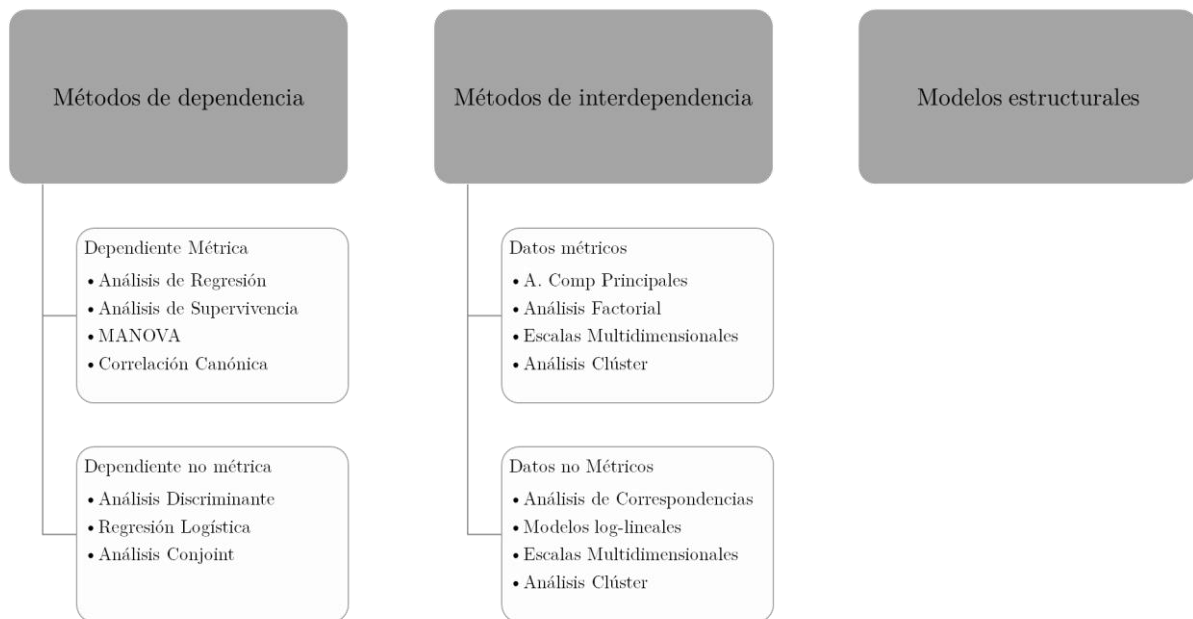 Métodos de dependencia
Dependiente Métrica
• Análisis de Regresión
• Análisis de Supervivencia
• MANOVA
• Correlación Canónica
Dependiente no métrica
• Análisis Discriminante
• Regresión Logística
• Análisis Conjoint
Métodos de interdependencia
Datos métricos
• A. Comp Principales
• Análisis Factorial
• Escalas Multidimensionales
• Análisis Clúster
Datos no Métricos
• Análisis de Correspondencias
• Modelos log-lineales
• Escalas Multidimensionales
• Análisis Clúster
Modelos estructurales